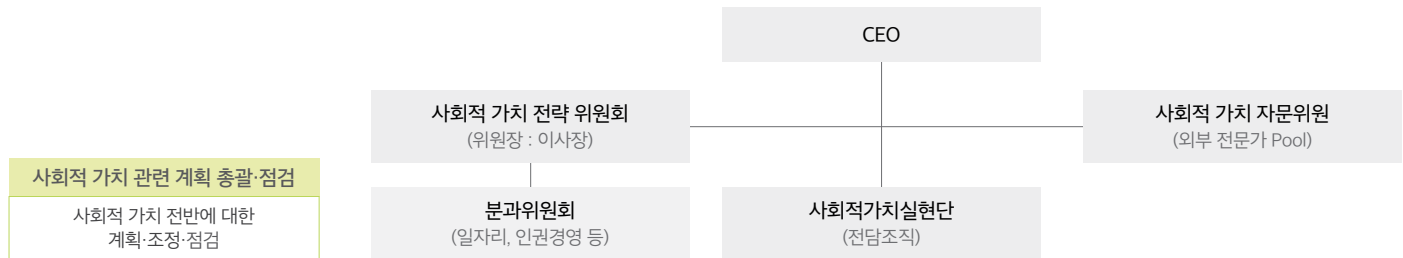 CEO
사회적 가치 전략 위원회
(위원장 : 이사장)
사회적 가치 자문위원
(외부 전문가 Pool)
사회적 가치 관련 계획 총괄·점검
사회적 가치 전반에 대한
계획·조정·점검
분과위원회
(일자리, 인권경영 등)
사회적가치실현단
(전담조직)